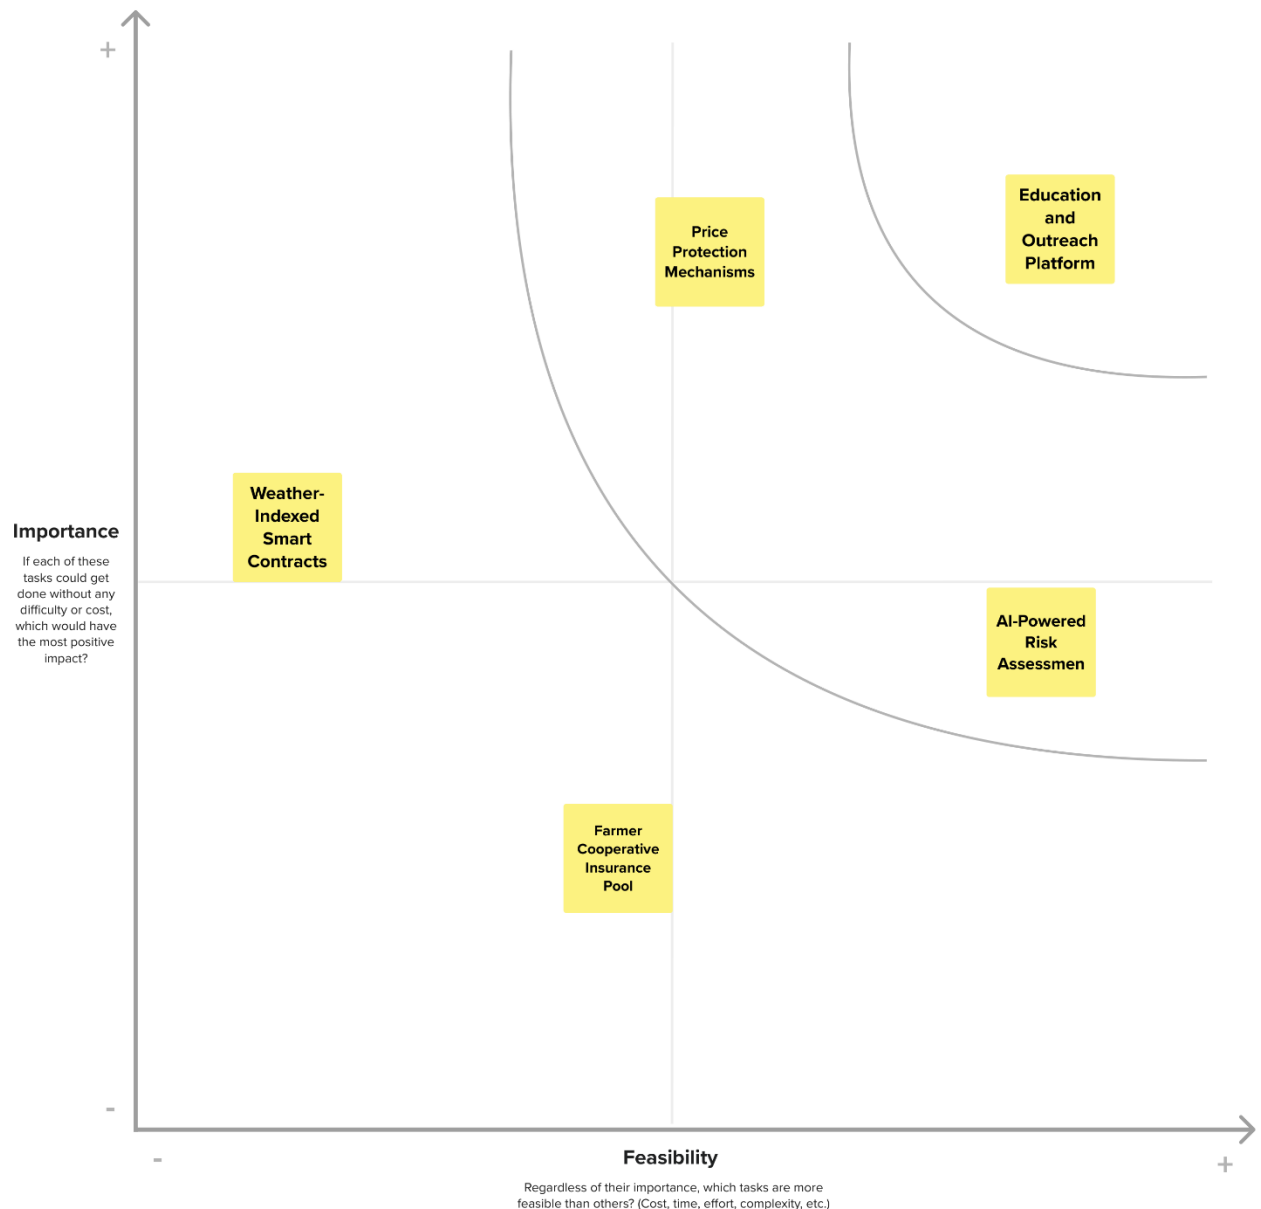 +
Price
Protection
Mechanisms
Education
and
Outreach
Platform
Weather-
Indexed
Smart
Contracts
Importance
If each of these
tasks could get
done without any
difficulty or cost,
which would have
the most positive
impact?
AI-Powered
Risk
Assessmen
Farmer
Cooperative
Insurance
Pool
-
-
Feasibility
+
Regardless of their importance, which tasks are more
feasible than others? (Cost, time, effort, complexity, etc.)